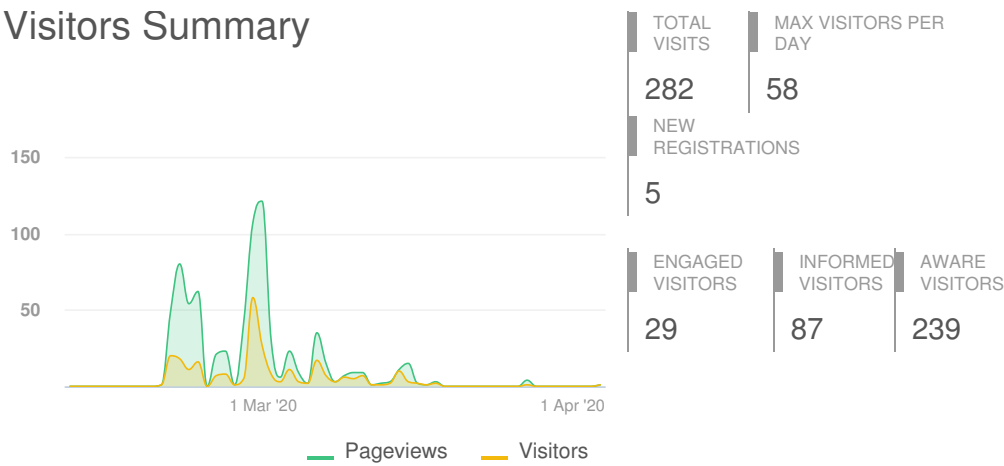 Visitors Summary
TOTAL
VISITS
282
MAX VISITORS PER
DAY
58
NEW
REGISTRATIONS
5
150
100
50
1 Mar '20
1 Apr '20
Pageviews
Visitors
ENGAGED
VISITORS
29
INFORMED
VISITORS
87
AWARE
VISITORS
239